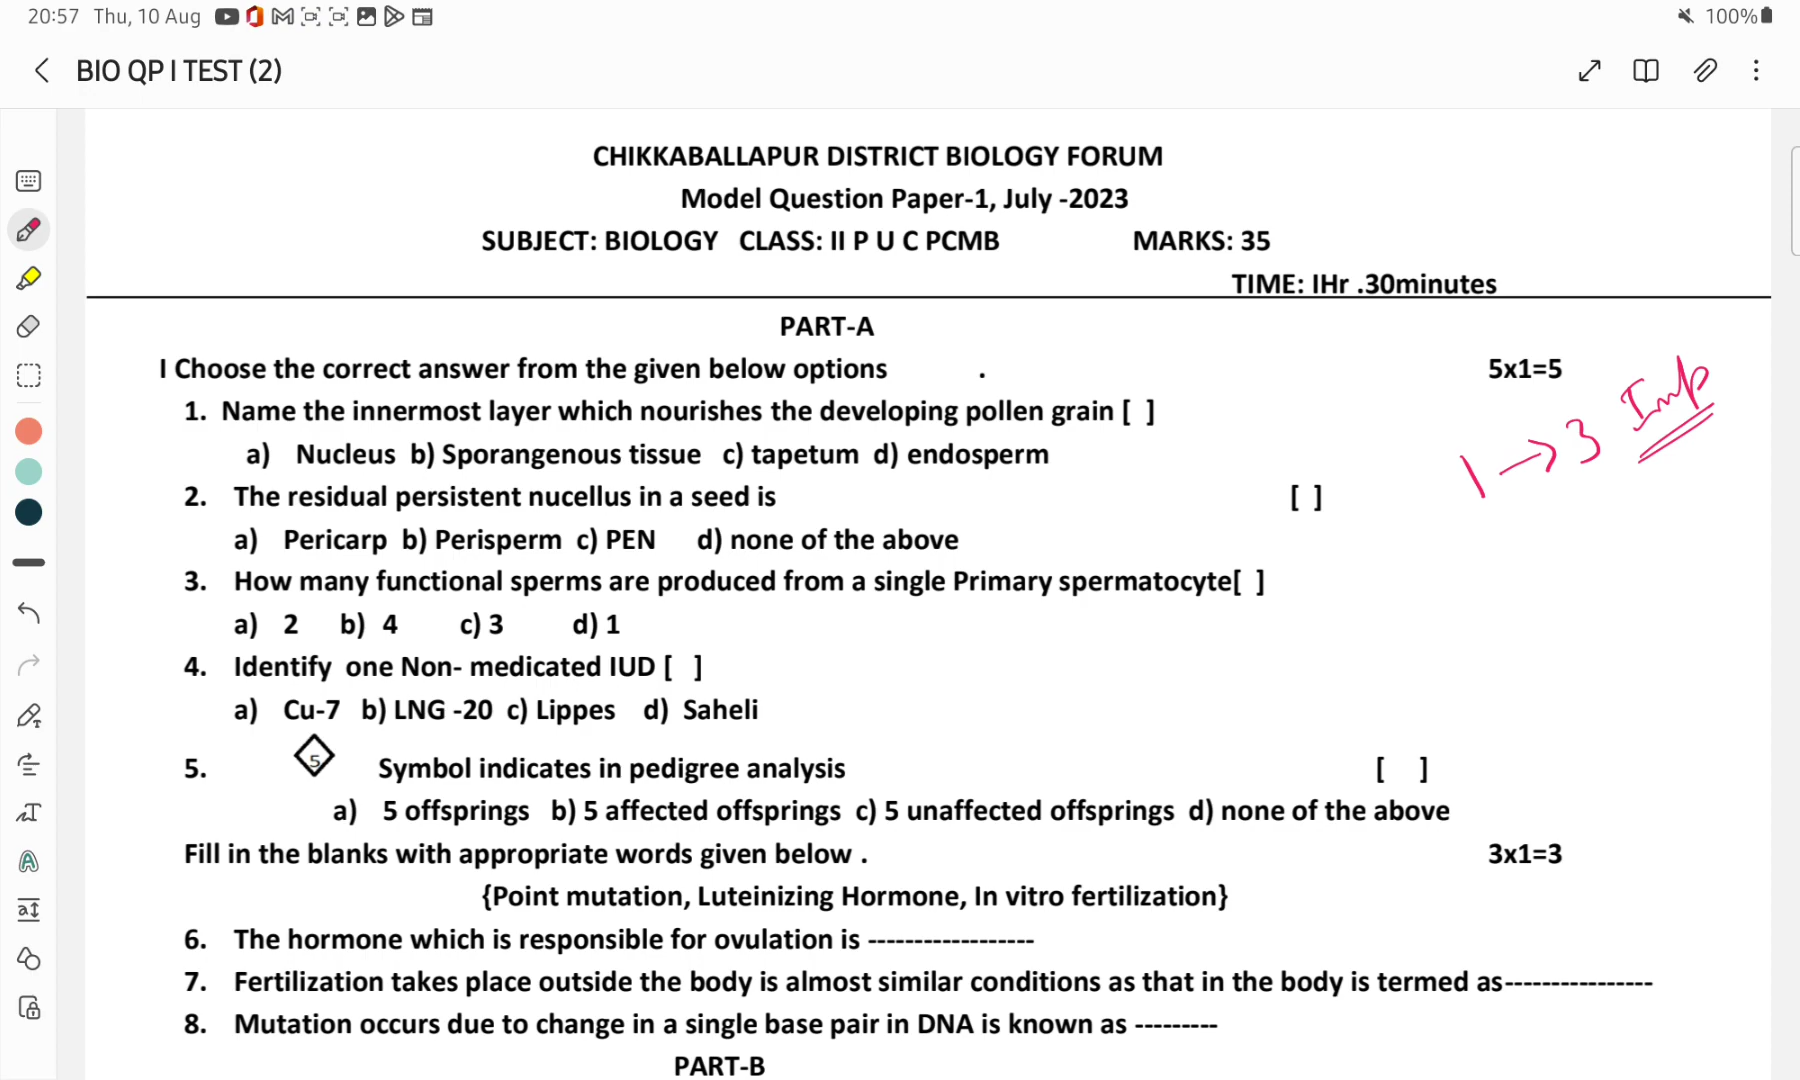 20:57 Thu, 10 Aug 100%
BIO QP I TEST (2)
CHIKKABALLAPUR DISTRICT BIOLOGY FORUM
Model Question Paper-1, July -2023
SUBJECT: BIOLOGY CLASS: II P U C PCMB MARKS: 35
TIME: IHr .30minutes
PART-A
I Choose the correct answer from the given below options . 5x1=5
1 → 3 Imp
1. Name the innermost layer which nourishes the developing pollen grain [ ]
a) Nucleus b) Sporangenous tissue c) tapetum d) endosperm
2. The residual persistent nucellus in a seed is [ ]
a) Pericarp b) Perisperm c) PEN d) none of the above
3. How many functional sperms are produced from a single Primary spermatocyte[ ]
a) 2 b) 4 c) 3 d) 1
4. Identify one Non- medicated IUD [ ]
a) Cu-7 b) LNG -20 c) Lippes d) Saheli
5. 5 Symbol indicates in pedigree analysis [ ]
a) 5 offsprings b) 5 affected offsprings c) 5 unaffected offsprings d) none of the above
Fill in the blanks with appropriate words given below . 3x1=3
{Point mutation, Luteinizing Hormone, In vitro fertilization}
6. The hormone which is responsible for ovulation is ------------------
7. Fertilization takes place outside the body is almost similar conditions as that in the body is termed as----------------
8. Mutation occurs due to change in a single base pair in DNA is known as ---------
PART-B